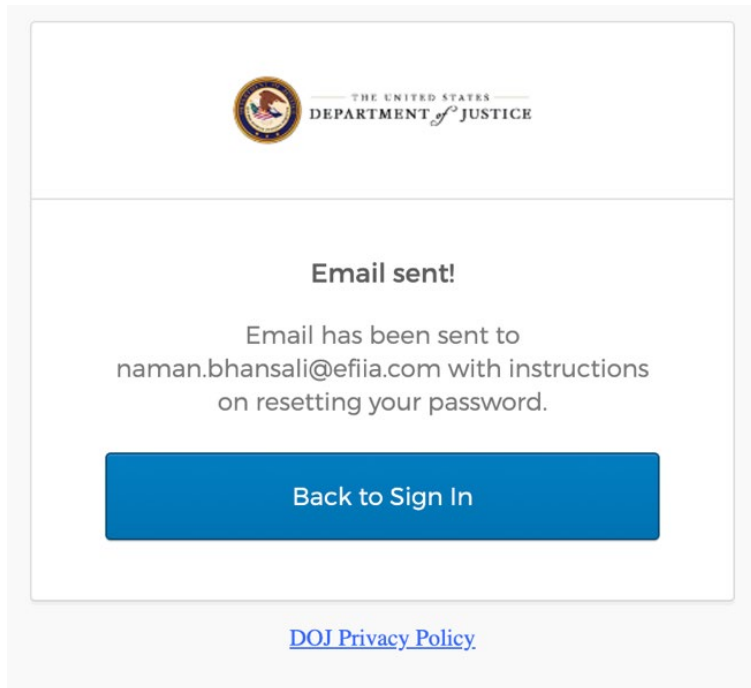 THE UNITED STATES
DEPARTMENT of JUSTICE
Email sent!
Email has been sent to
naman.bhansali@efiia.com with instructions
on resetting your password.
Back to Sign In
DOJ Privacy Policy